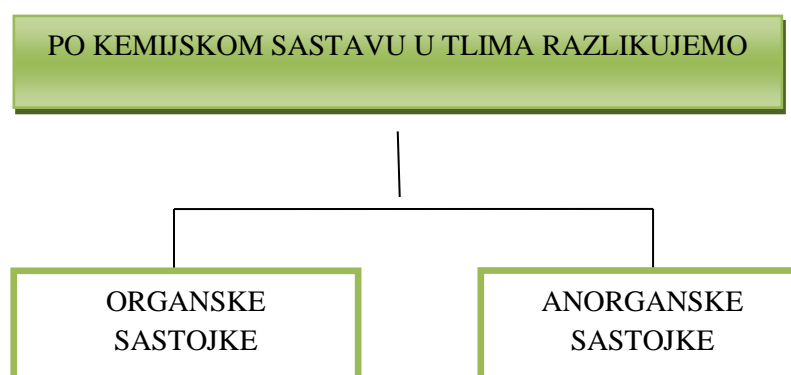 PO KEMIJSKOM SASTAVU U TLIMA RAZLIKUJEMO
ORGANSKE
SASTOJKE
ANORGANSKE
SASTOJKE